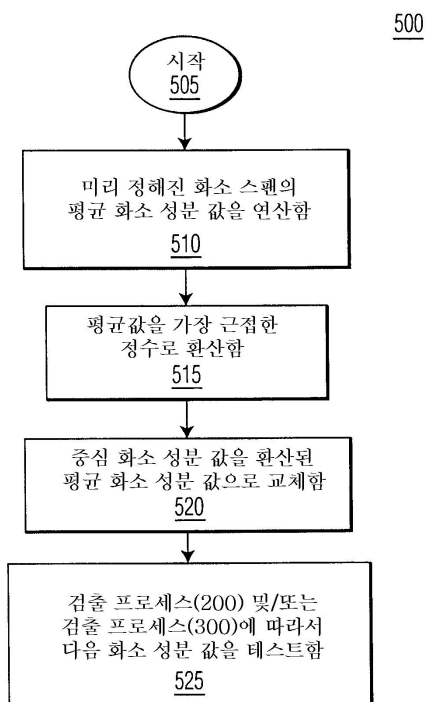 500
시작
505
미리 정해진 화소 스팬의
평균 화소 성분 값을 연산함
510
평균값을 가장 근접한
정수로 환산함
515
중심 화소 성분 값을 환산된
평균 화소 성분 값으로 교체함
520
검출 프로세스(200) 및/또는
검출 프로세스(300)에 따라서
다음 화소 성분 값을 테스트함
525